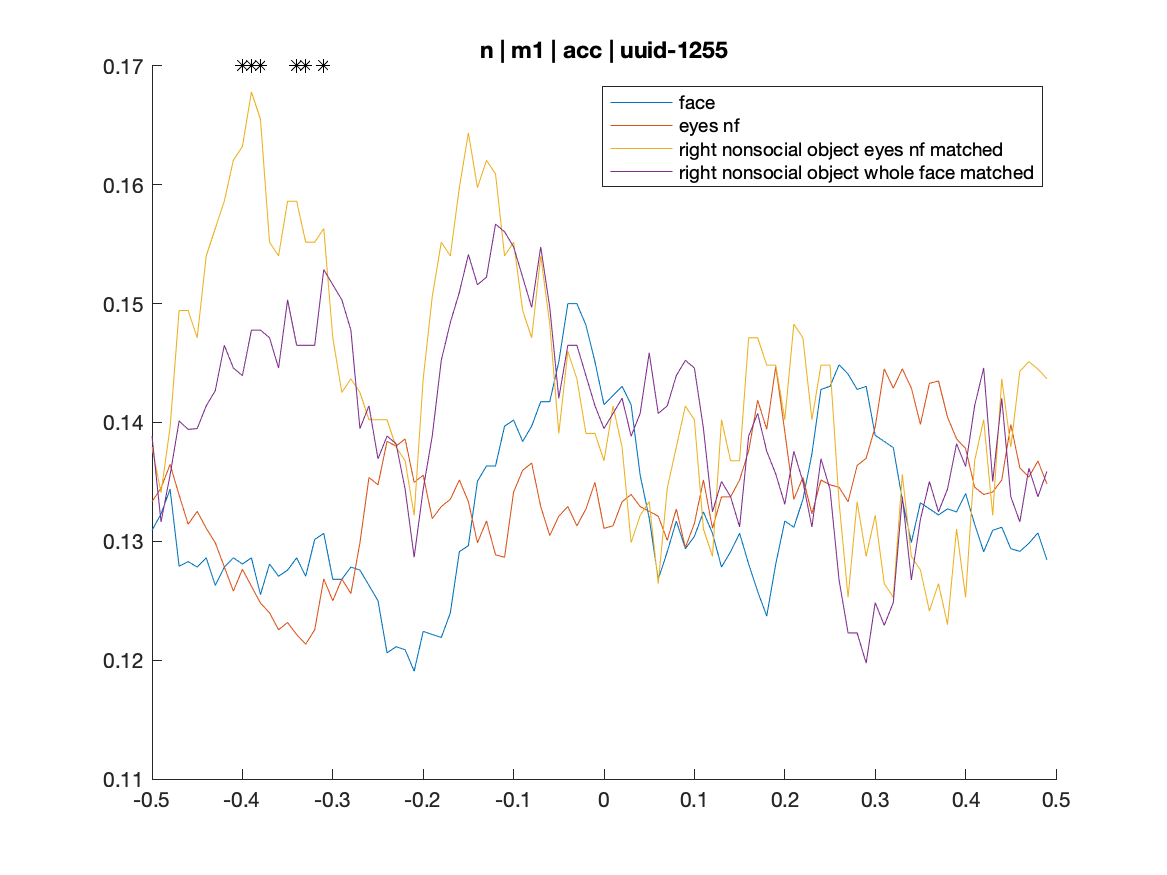 n | m1 | acc | uuid-1255
0.17
0.16
0.15
0.14
0.13
0.12
0.11
face
eyes nf
right nonsocial object eyes nf matched
right nonsocial object whole face matched
-0.5 -0.4 -0.3 -0.2 -0.1 0 0.1 0.2 0.3 0.4 0.5